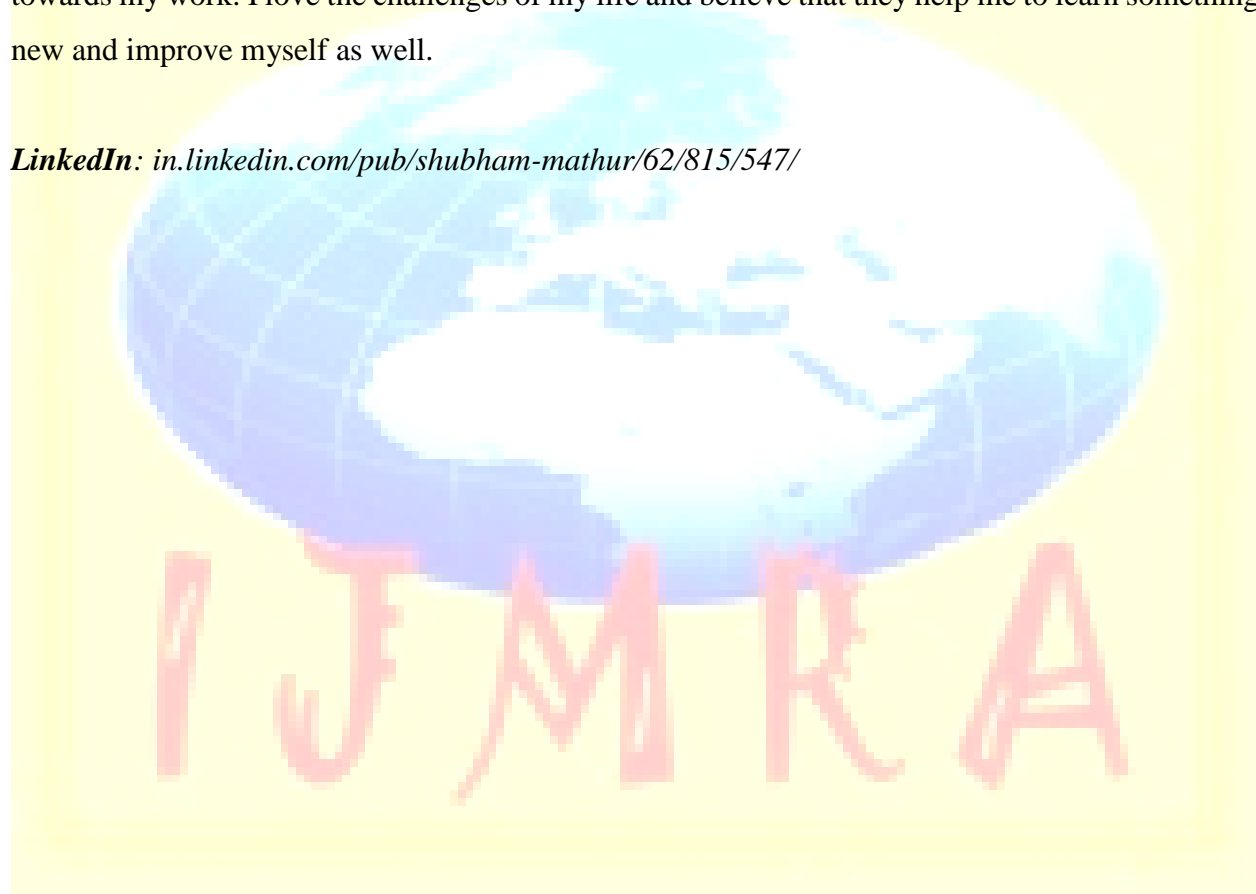 towards my work. I love the challenges of my life and believe that they help me to learn something
new and improve myself as well.
LinkedIn: in.linkedin.com/pub/shubham-mathur/62/815/547/
IJMRA